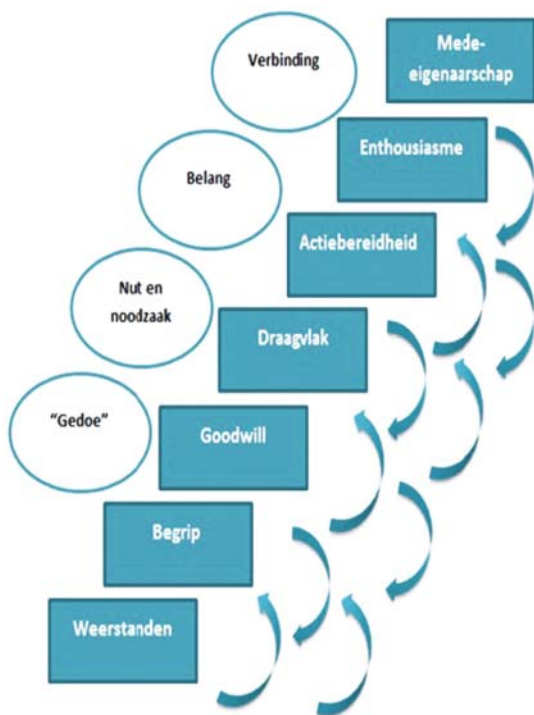 Verbinding
Mede-
eigenaarschap
Enthousiasme
Belang
Actiebereidheid
Nut en
noodzaak
Draagvlak
"Gedoe"
Goodwill
Begrip
Weerstanden